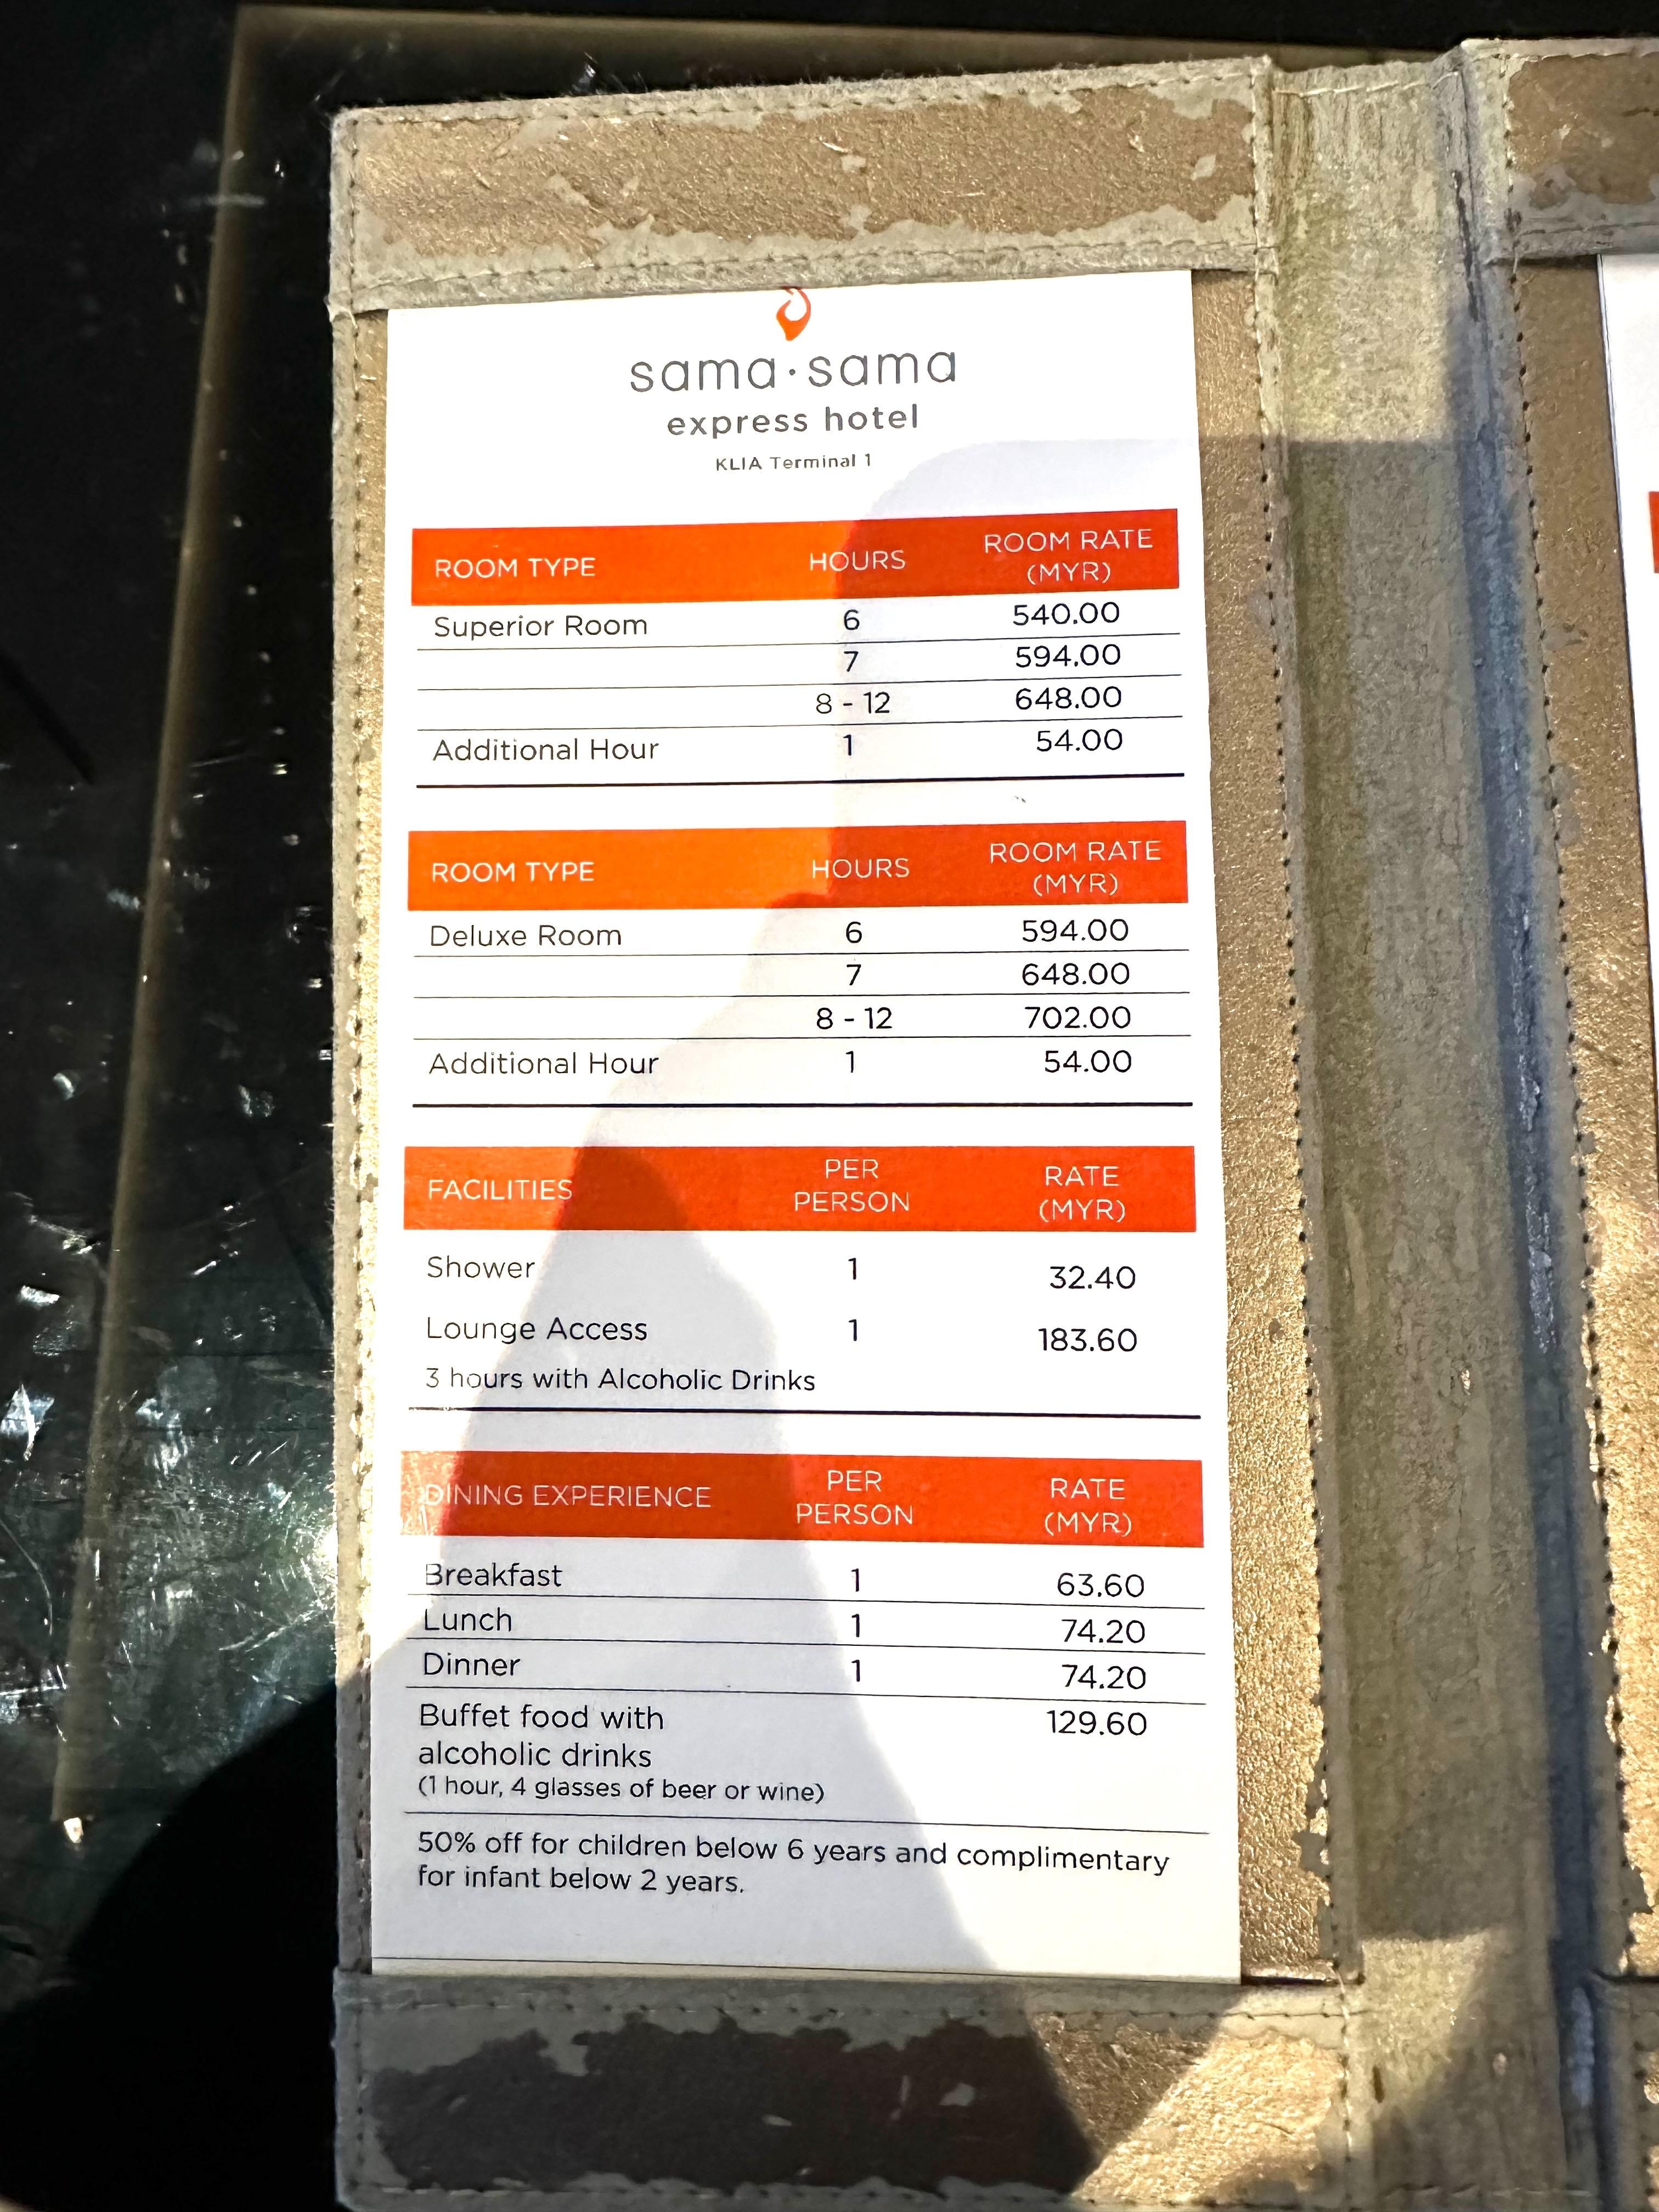 sama·sama
express hotel
KLIA Terminal 1
ROOM TYPE HOURS ROOM RATE (MYR)
Superior Room 6 540.00
7 594.00
8 - 12 648.00
Additional Hour 1 54.00
ROOM TYPE HOURS ROOM RATE (MYR)
Deluxe Room 6 594.00
7 648.00
8 - 12 702.00
Additional Hour 1 54.00
FACILITIES PER PERSON RATE (MYR)
Shower 1 32.40
Lounge Access 1 183.60
3 hours with Alcoholic Drinks
DINING EXPERIENCE PER PERSON RATE (MYR)
Breakfast 1 63.60
Lunch 1 74.20
Dinner 1 74.20
Buffet food with 129.60
alcoholic drinks
(1 hour, 4 glasses of beer or wine)
50% off for children below 6 years and complimentary
for infant below 2 years.